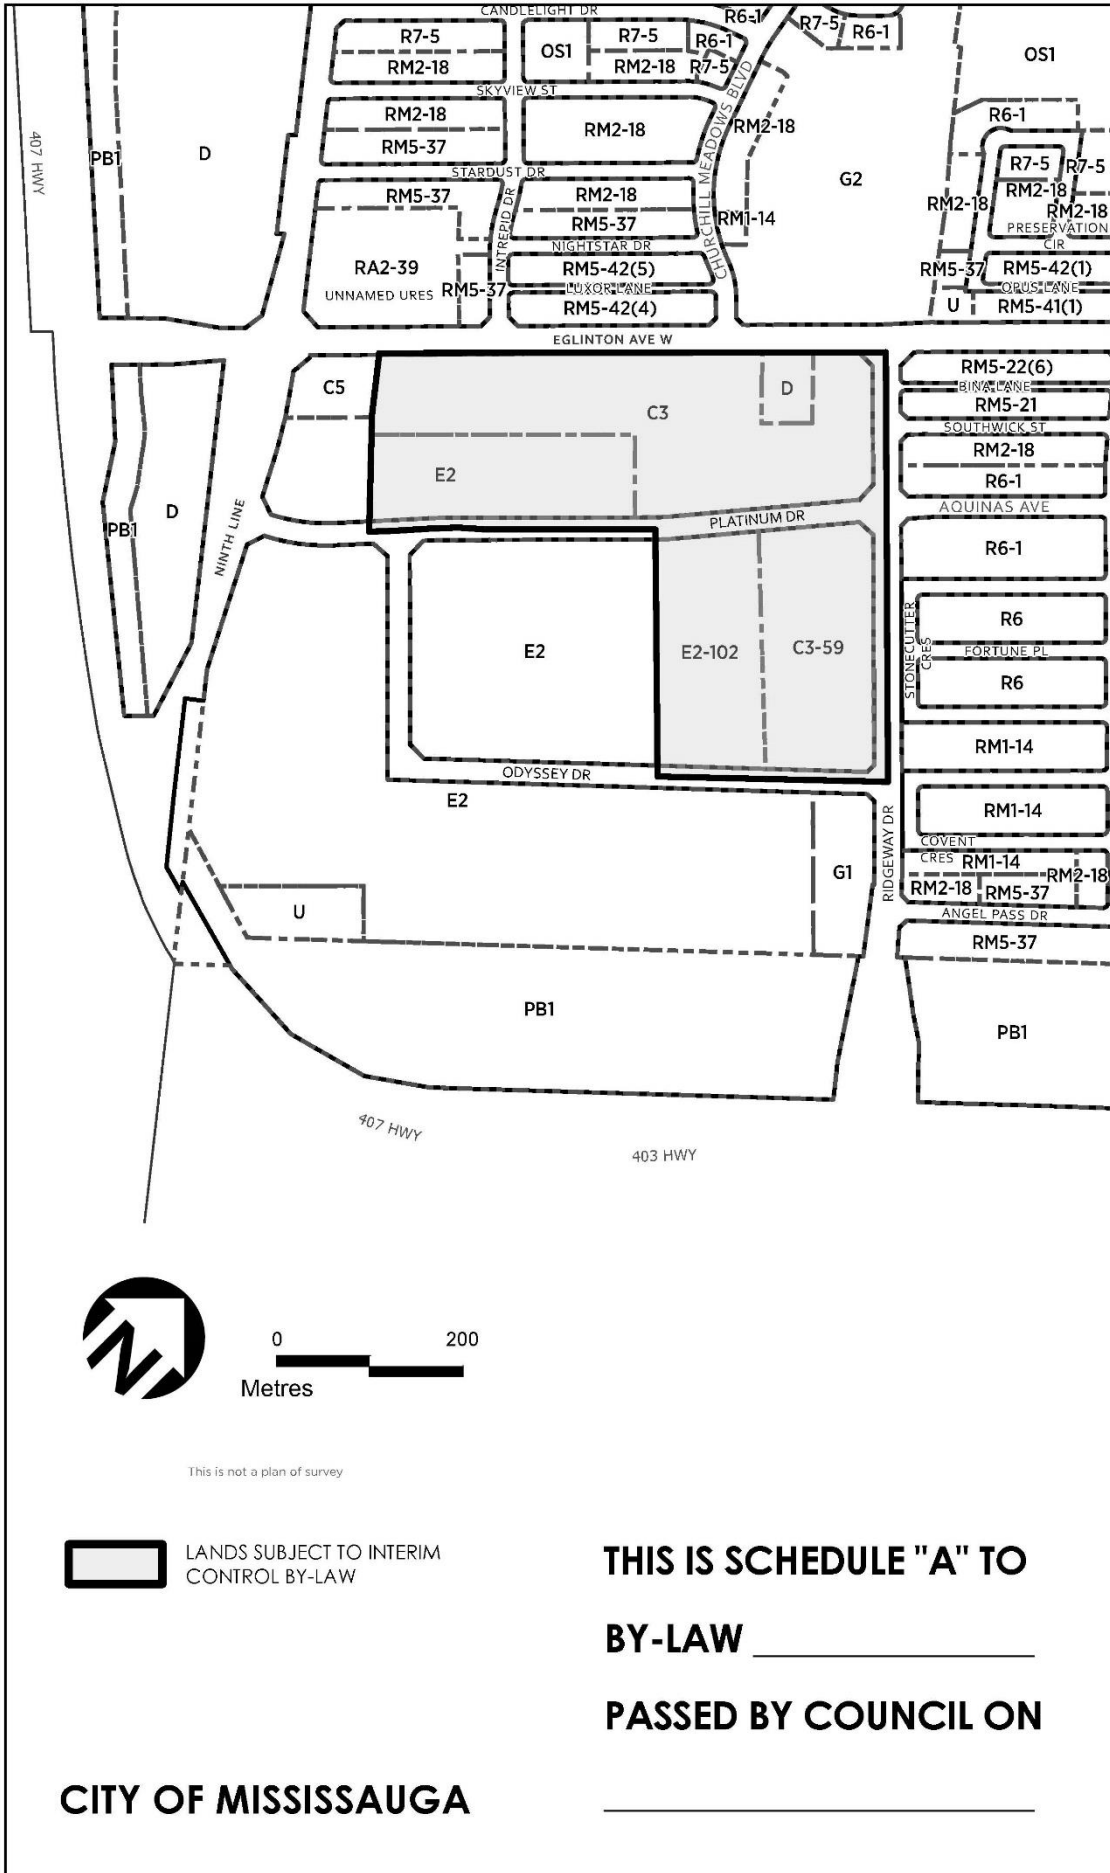 CANDLELIGHT DR
R7-5
RM2-18
OS1
R7-5
RM2-18
R6-1
R6-1
R7-5
R7-5
R6-1
OS1
SKYVIEW ST
RM2-18
RM5-37
RM2-18
CHURCHILL MEADOWS BLVD
RM2-18
R6-1
407 HWY
PB1
D
STARDUST DR
RM5-37
INTREPID DR
RM2-18
RM5-37
RM1-14
G2
R7-5
R7-5
RM2-18
RM2-18
RM2-18
PRESERVATION
CIR
NIGHTSTAR DR
RA2-39
UNNAMED URES
RM5-37
RM5-42(5)
LUXOR LANE
RM5-42(4)
RM5-37
RM5-42(1)
OPUS LANE
U
RM5-41(1)
EGLINTON AVE W
C5
C3
D
RM5-22(6)
BINA LANE
RM5-21
SOUTHWICK ST
RM2-18
R6-1
AQUINAS AVE
E2
PLATINUM DR
PB1
D
NINTH LINE
R6-1
E2
E2-102
C3-59
STONECUTTER
CRES
R6
FORTUNE PL
R6
RM1-14
ODYSSEY DR
E2
RIDGEWAY DR
RM1-14
COVENT
CRES
RM1-14
RM2-18
RM2-18
RM5-37
G1
U
ANGEL PASS DR
RM5-37
PB1
PB1
407 HWY
403 HWY
N
0 200
Metres
This is not a plan of survey
LANDS SUBJECT TO INTERIM
CONTROL BY-LAW
THIS IS SCHEDULE "A" TO
BY-LAW
PASSED BY COUNCIL ON
CITY OF MISSISSAUGA